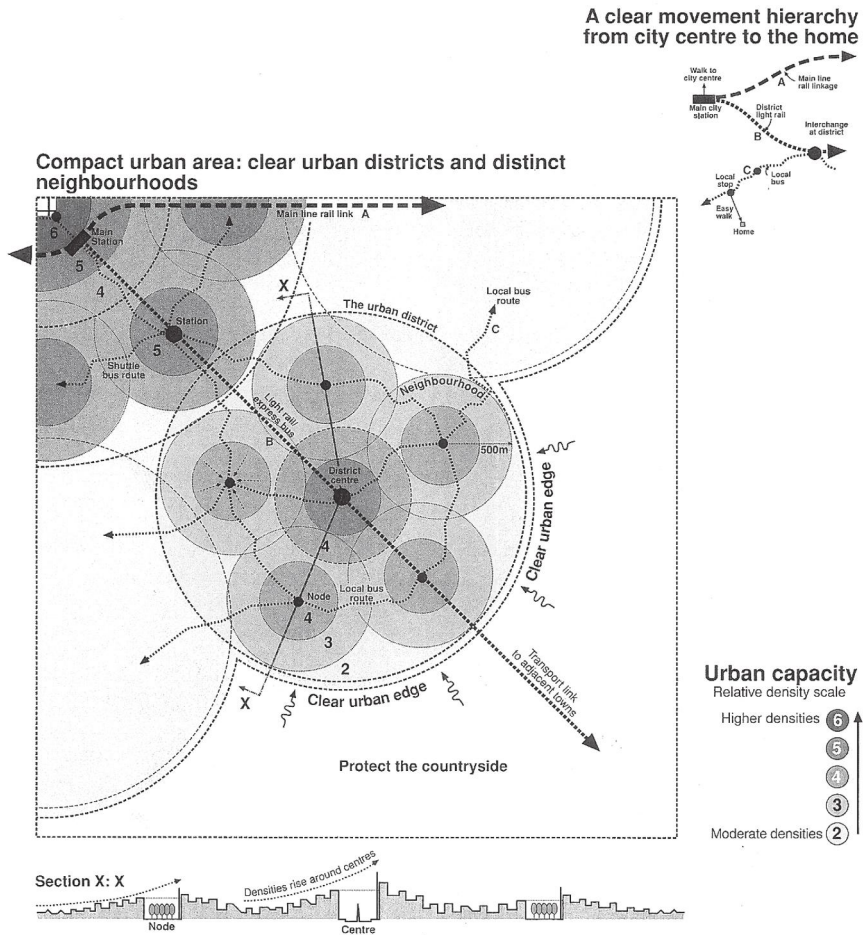 A clear movement hierarchy
from city centre to the home
Walk to
city centre
A
Main line
rail linkage
Main city
station
District
light rail
B
Interchange
at district
C
Local
stop
Local
bus
Easy
walk
Home
Compact urban area: clear urban districts and distinct
neighbourhoods
Main line rail link A
6
Main
Station
5
4
X
Local bus
route
The urban district
C
Station
5
Shuttle
bus route
Neighbourhood
Light rail/
express bus
B
500m
District
centre
Clear urban edge
4
Node
4
Local bus
route
3
2
Transport link
to adjacent towns
X
Clear urban edge
Protect the countryside
Urban capacity
Relative density scale
Higher densities 6
5
4
3
Moderate densities 2
Section X: X
Densities rise around centres
Node
Centre